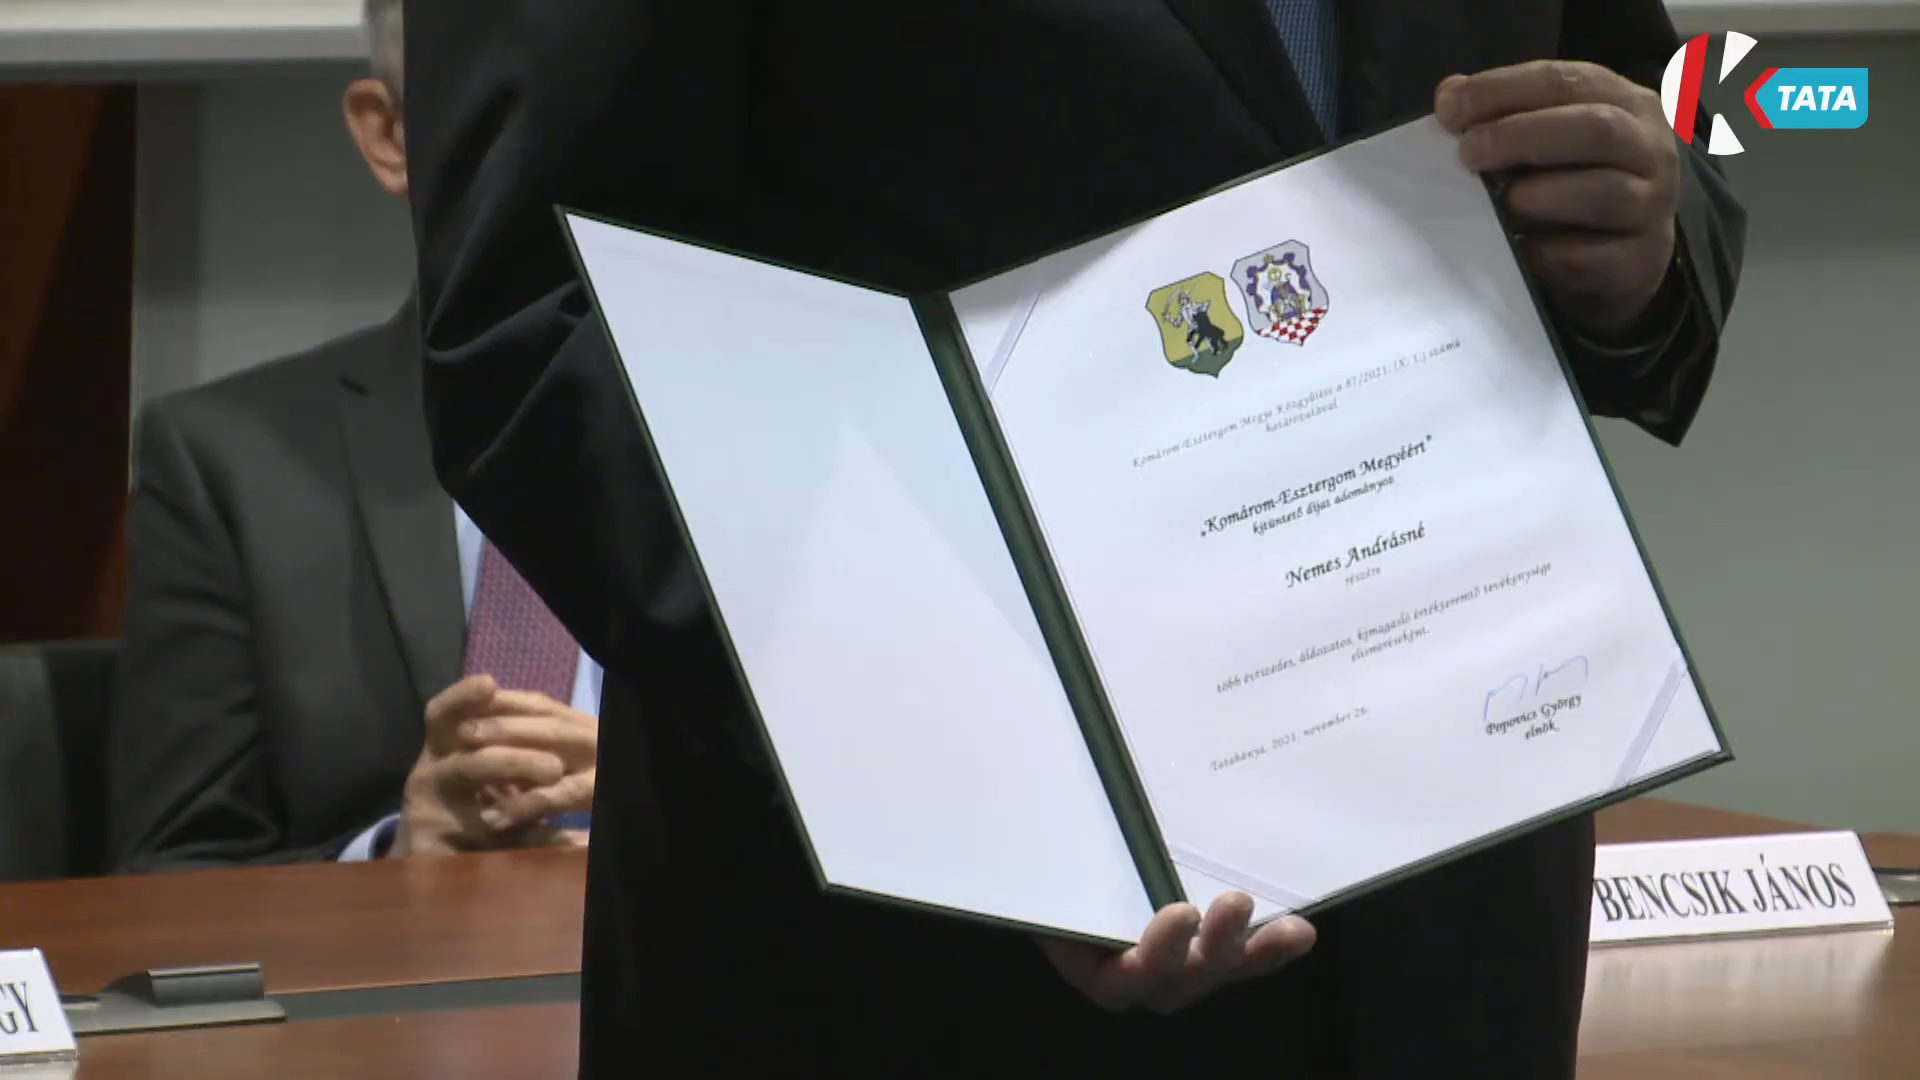 K TATA
Komárom-Esztergom Megye Közgyűlése a 87/2021. (X. 1.) számú
határozatával
„Komárom-Esztergom Megyéért”
kitüntető díjat adományoz
Nemes Andrásné
részére
több évtizedes, áldozatos, kimagasló értékteremtő tevékenysége
elismeréseként.
Tatabánya, 2021. november 26.
Popovics György
elnök
BENCSIK JÁNOS
GY